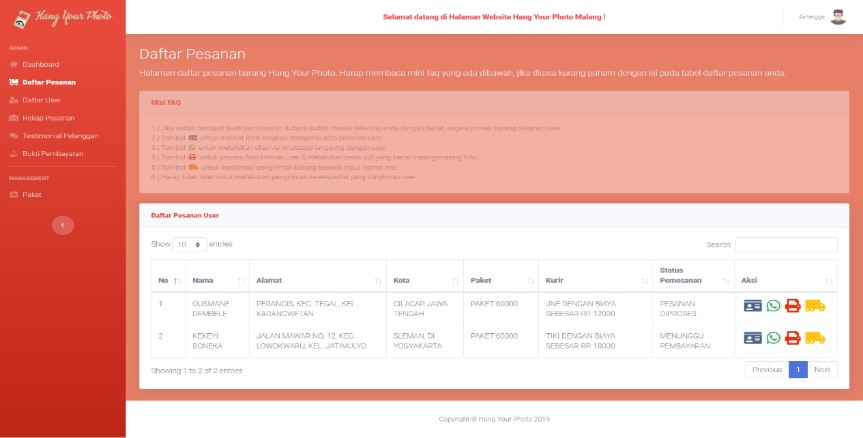 Hang Your Photo
Selamat datang di Halaman Website Hang Your Photo Malang !
ADMIN
Dashboard
Daftar Pesanan
Daftar User
Rekap Pesanan
Testimonial Pelanggan
Bukti Pembayaran
MANAGEMENT
Paket
Daftar Pesanan
Halaman daftar pesanan barang Hang Your Photo. Harap membaca mini faq yang ada dibawah, jika dirasa kurang paham dengan isi pada tabel daftar pesanan anda.
Mini FAQ
1.) Jika sudah terdapat bukti pembayaran & dana sudah masuk rekening anda dengan benar, segera proses barang pesanan user.
2.) Tombol untuk melihat lebih lengkap mengenai data pesanan user.
3.) Tombol untuk melakukan chat via whatsapp langsung dengan user.
4.) Tombol untuk preview foto kiriman user & melakukan cetak pdf yang berisi masing-masing foto.
5.) Tombol untuk konfirmasi pengiriman barang beserta input nomor resi.
6.) Harap tidak telat untuk melakukan pengiriman ke ekspedisi yang diinginkan user.
Daftar Pesanan User
Show 10 entries
Search:
No Nama Alamat Kota Paket Kurir Status Pemesanan Aksi
1 OUSMANE DEMBELE KEC. TEGAL, KEL. CILACAP, JAWA TENGAH PAKET 60000 JNE DENGAN BIAYA SEBESAR RP. 12000 PESANAN DIPROSES
2 KEKEYI BONEKA JALAN MAWAR NO. 12, KEC. LOWOKWARU, KEL. JATIMULYO SLEMAN, DI YOGYAKARTA PAKET 60000 TIKI DENGAN BIAYA SEBESAR RP. 18000 MENUNGGU PEMBAYARAN
Showing 1 to 2 of 2 entries
Previous 1 Next
Copyright © Hang Your Photo 2019